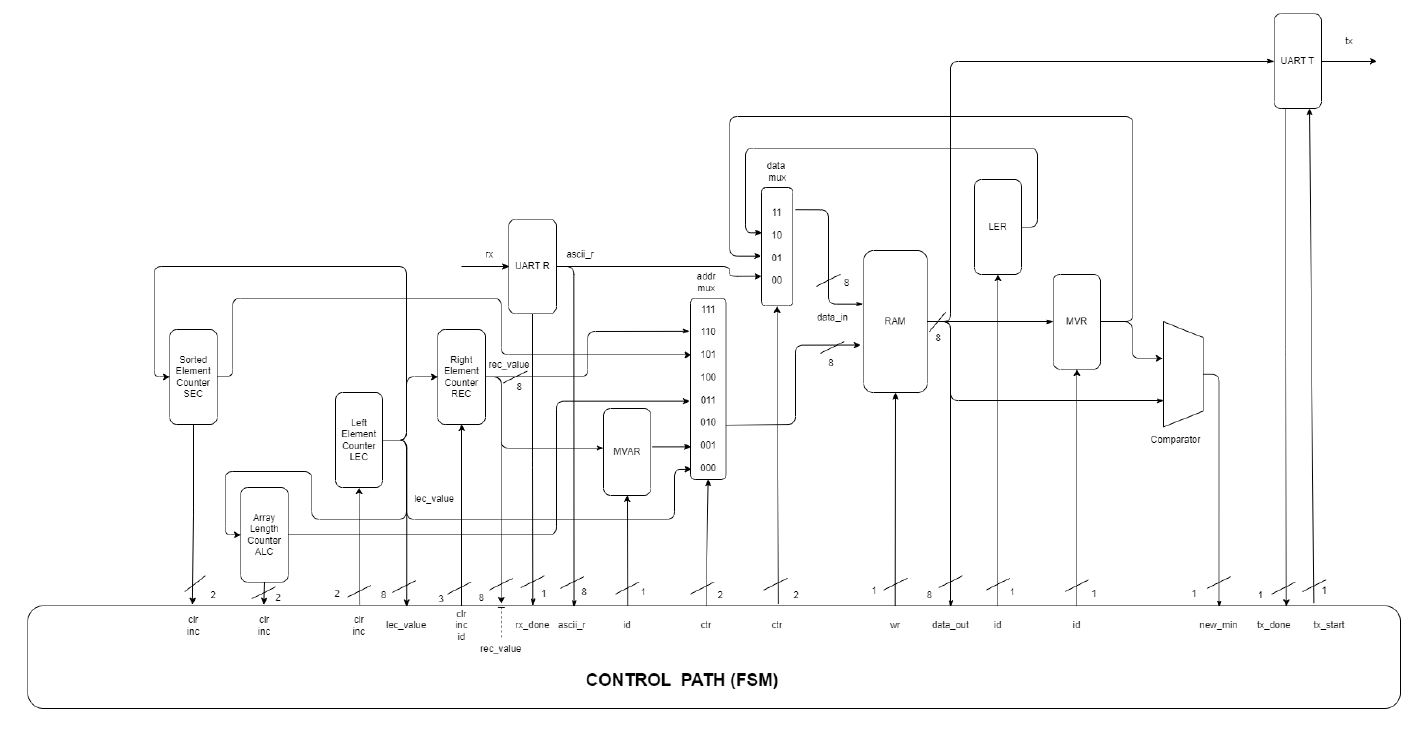 tx
UART T
data
mux
11
10
01
00
LER
rx
UART R
ascii_r
addr
mux
111
110
101
100
011
010
001
000
8
data_in
8
RAM
8
MVR
Comparator
Sorted
Element
Counter
SEC
Left
Element
Counter
LEC
Right
Element
Counter
REC
rec_value
8
MVAR
lec_value
Array
Length
Counter
ALC
2
2
2
8
3
8
1
8
1
2
2
1
8
1
1
1
1
1
clr
inc
clr
inc
clr
inc
lec_value
clr
inc
id
rec_value
rx_done
ascii_r
id
ctr
ctr
wr
data_out
id
id
new_min
tx_done
tx_start
CONTROL PATH (FSM)